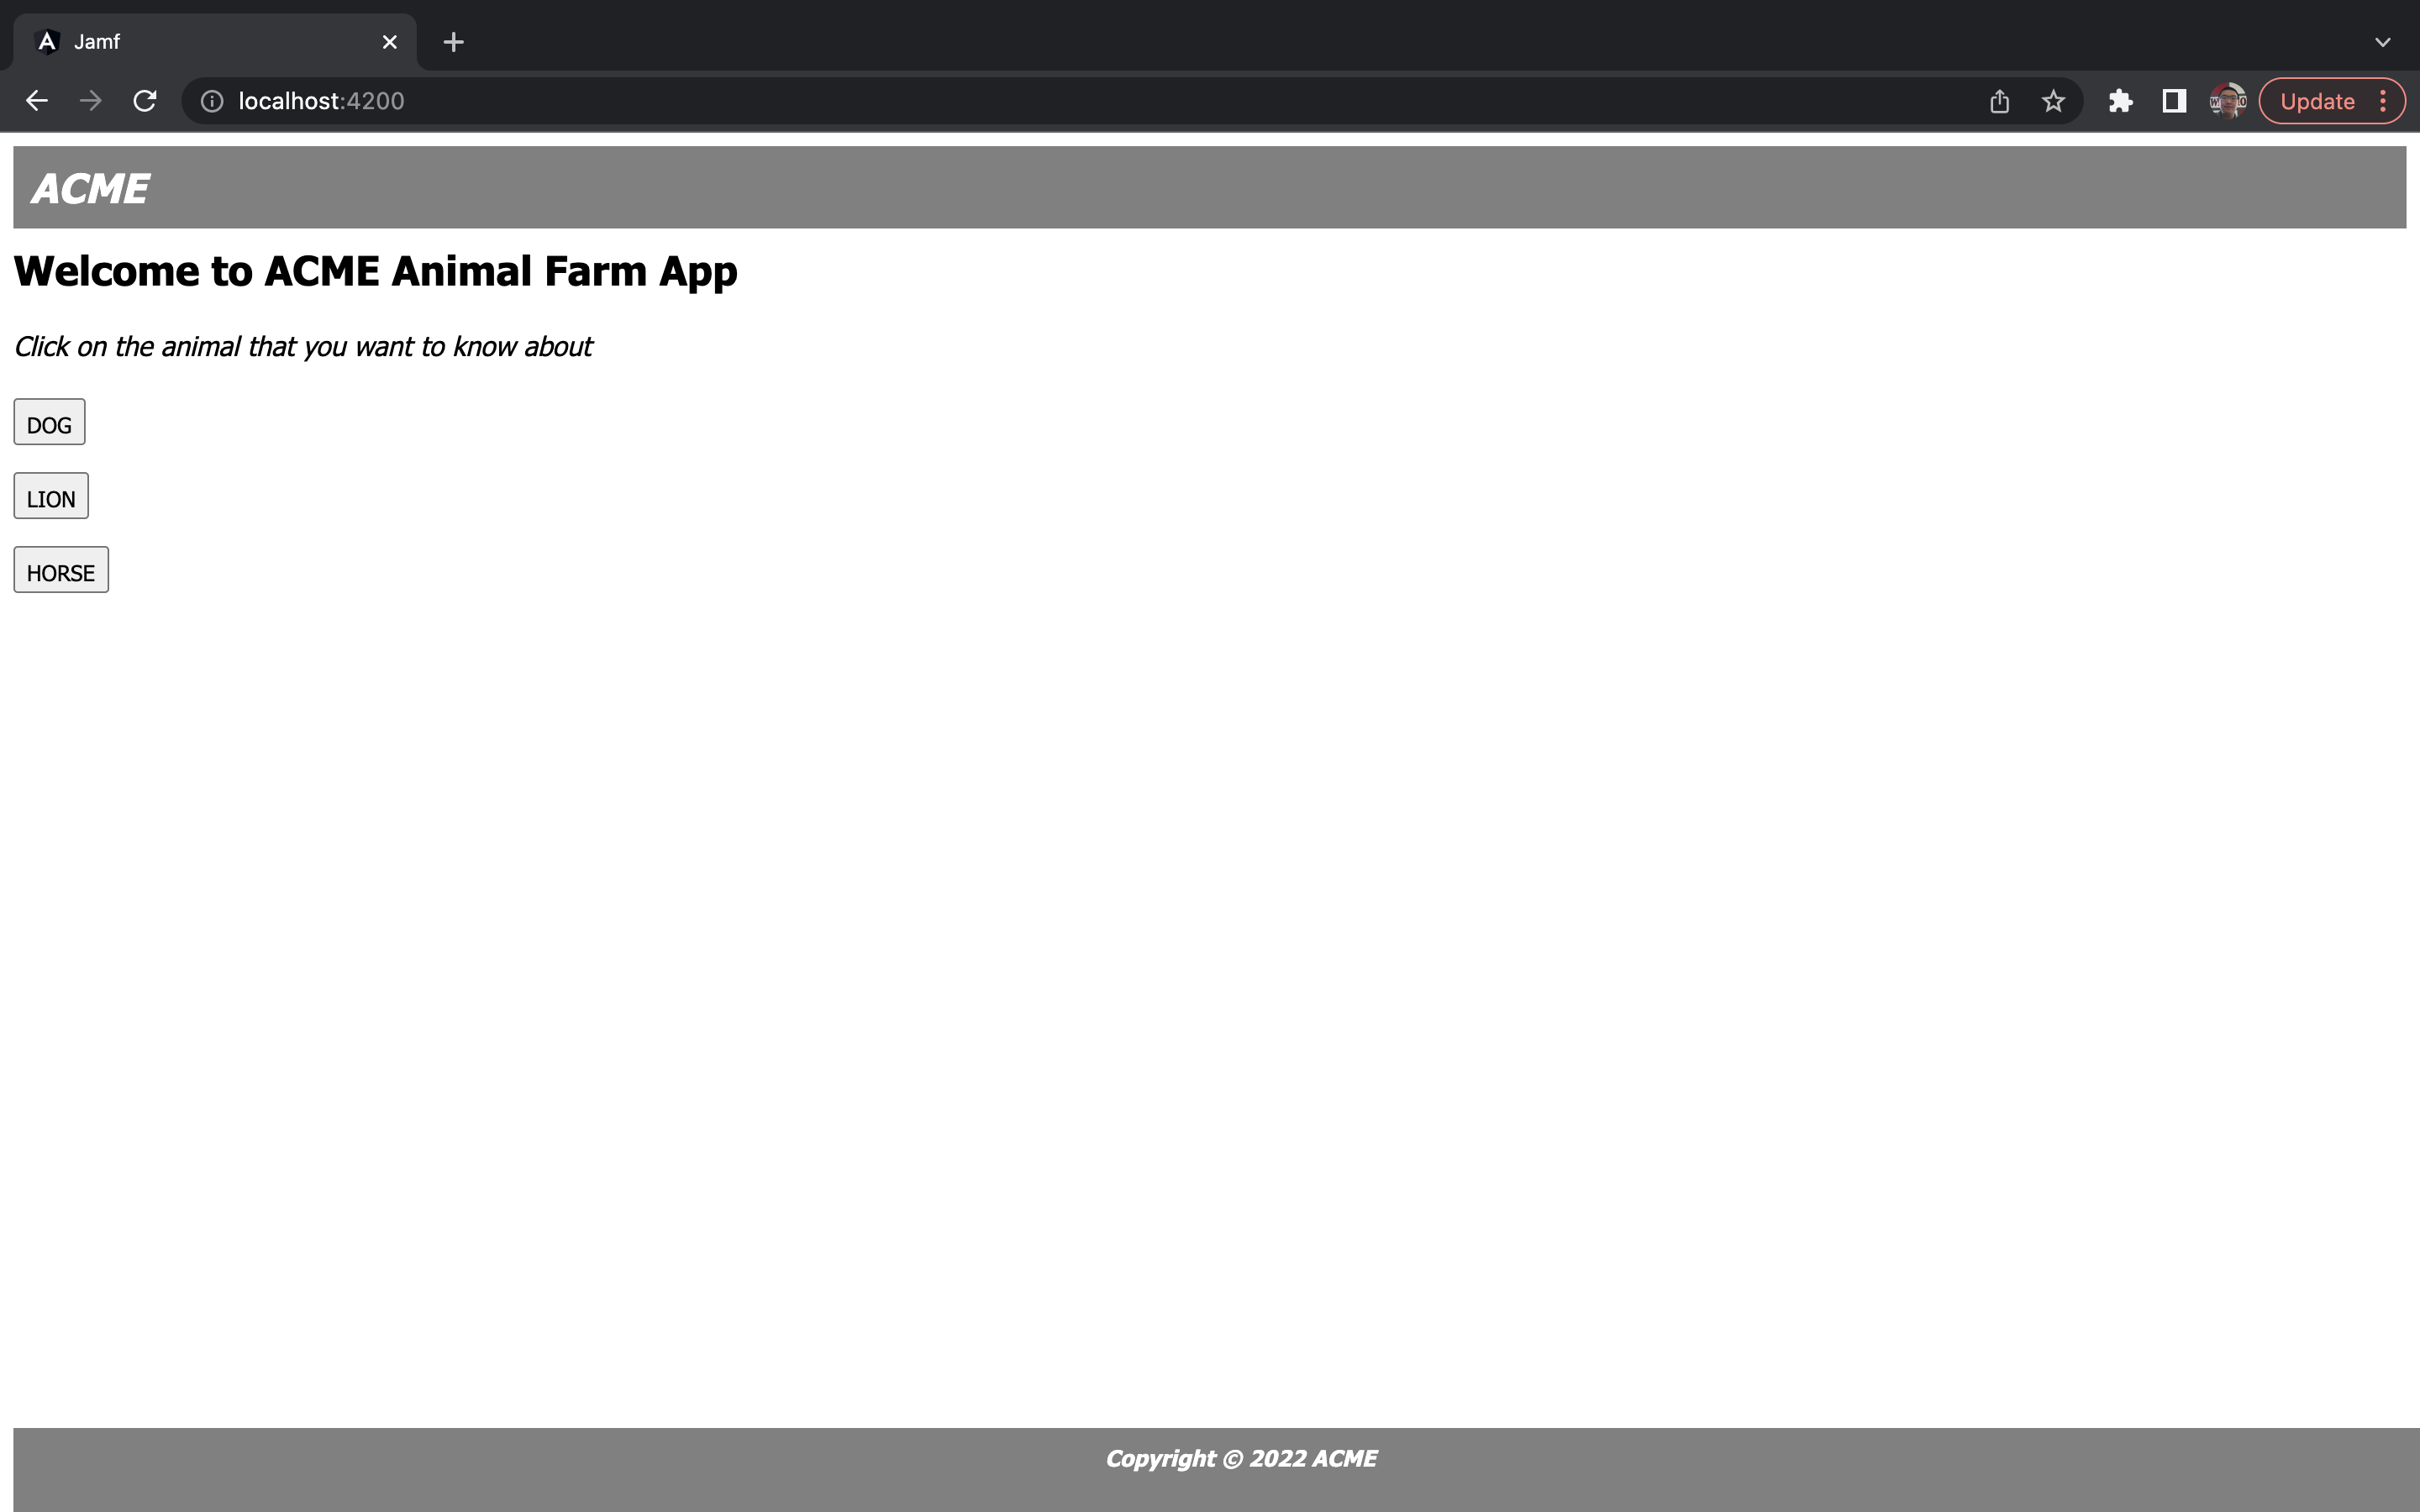 Jamf
localhost:4200
Update
ACME
Welcome to ACME Animal Farm App
Click on the animal that you want to know about
DOG
LION
HORSE
Copyright © 2022 ACME